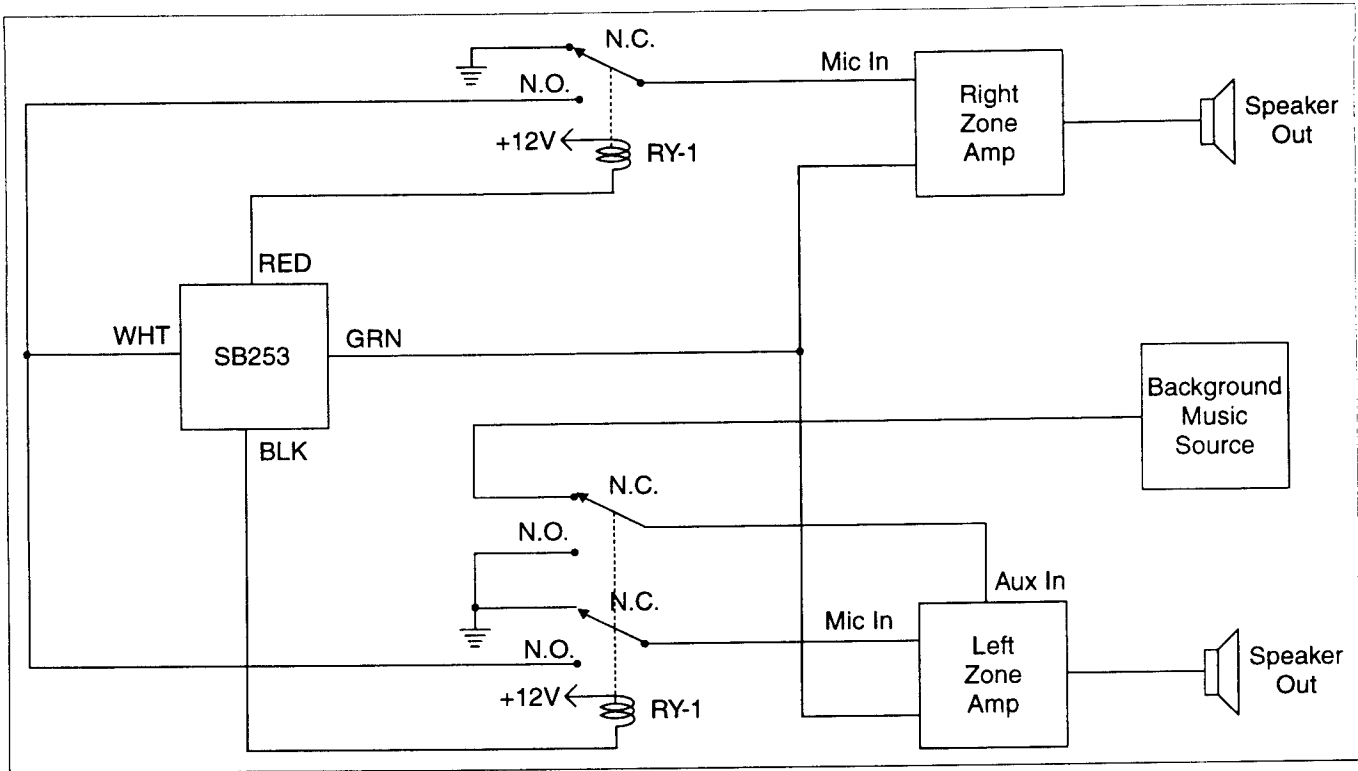 N.C.
Mic In
N.O.
Right
Zone
Amp
Speaker
Out
+12V
RY-1
RED
WHT
SB253
GRN
BLK
Background
Music
Source
N.C.
N.O.
Aux In
N.C.
Mic In
N.O.
Left
Zone
Amp
Speaker
Out
+12V
RY-1